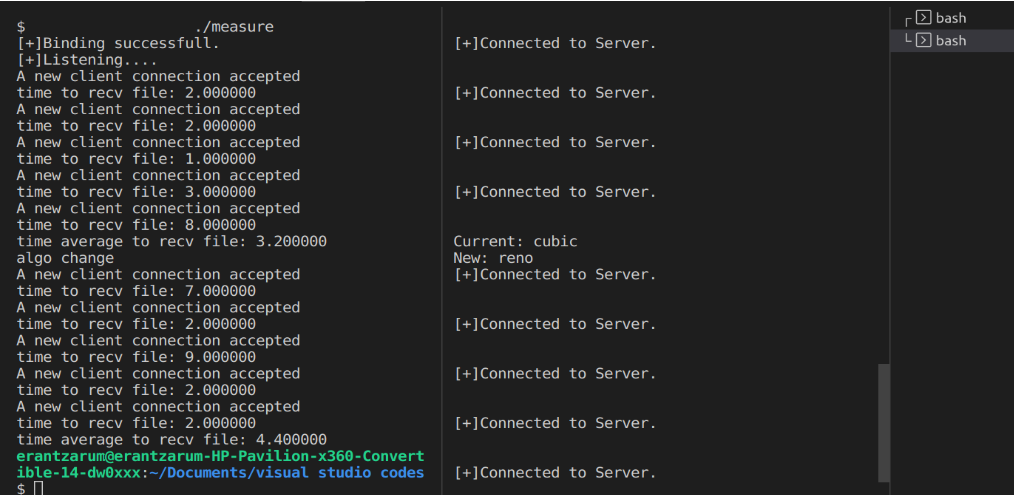 $ ./measure
[+]Binding successfull.
[+]Listening....
A new client connection accepted
time to recv file: 2.000000
A new client connection accepted
time to recv file: 2.000000
A new client connection accepted
time to recv file: 1.000000
A new client connection accepted
time to recv file: 3.000000
A new client connection accepted
time to recv file: 8.000000
time average to recv file: 3.200000
algo change
A new client connection accepted
time to recv file: 7.000000
A new client connection accepted
time to recv file: 2.000000
A new client connection accepted
time to recv file: 9.000000
A new client connection accepted
time to recv file: 2.000000
A new client connection accepted
time to recv file: 2.000000
time average to recv file: 4.400000
erantzarum@erantzarum-HP-Pavilion-x360-Convert
ible-14-dw0xxx:~/Documents/visual studio codes
$
[+]Connected to Server.
[+]Connected to Server.
[+]Connected to Server.
[+]Connected to Server.
Current: cubic
New: reno
[+]Connected to Server.
[+]Connected to Server.
[+]Connected to Server.
[+]Connected to Server.
[+]Connected to Server.
bash
bash